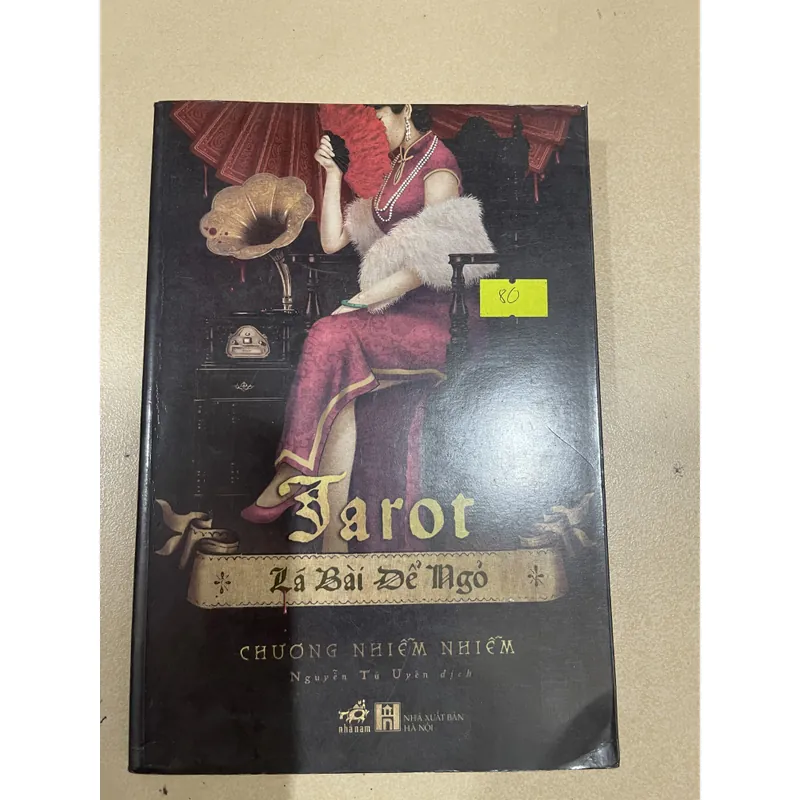 80
Tarot
Lá Bài Để Ngỏ
CHƯƠNG NHIỄM NHIỄM
Nguyễn Tú Uyên dịch
nhã nam
NHÀ XUẤT BẢN
HÀ NỘI